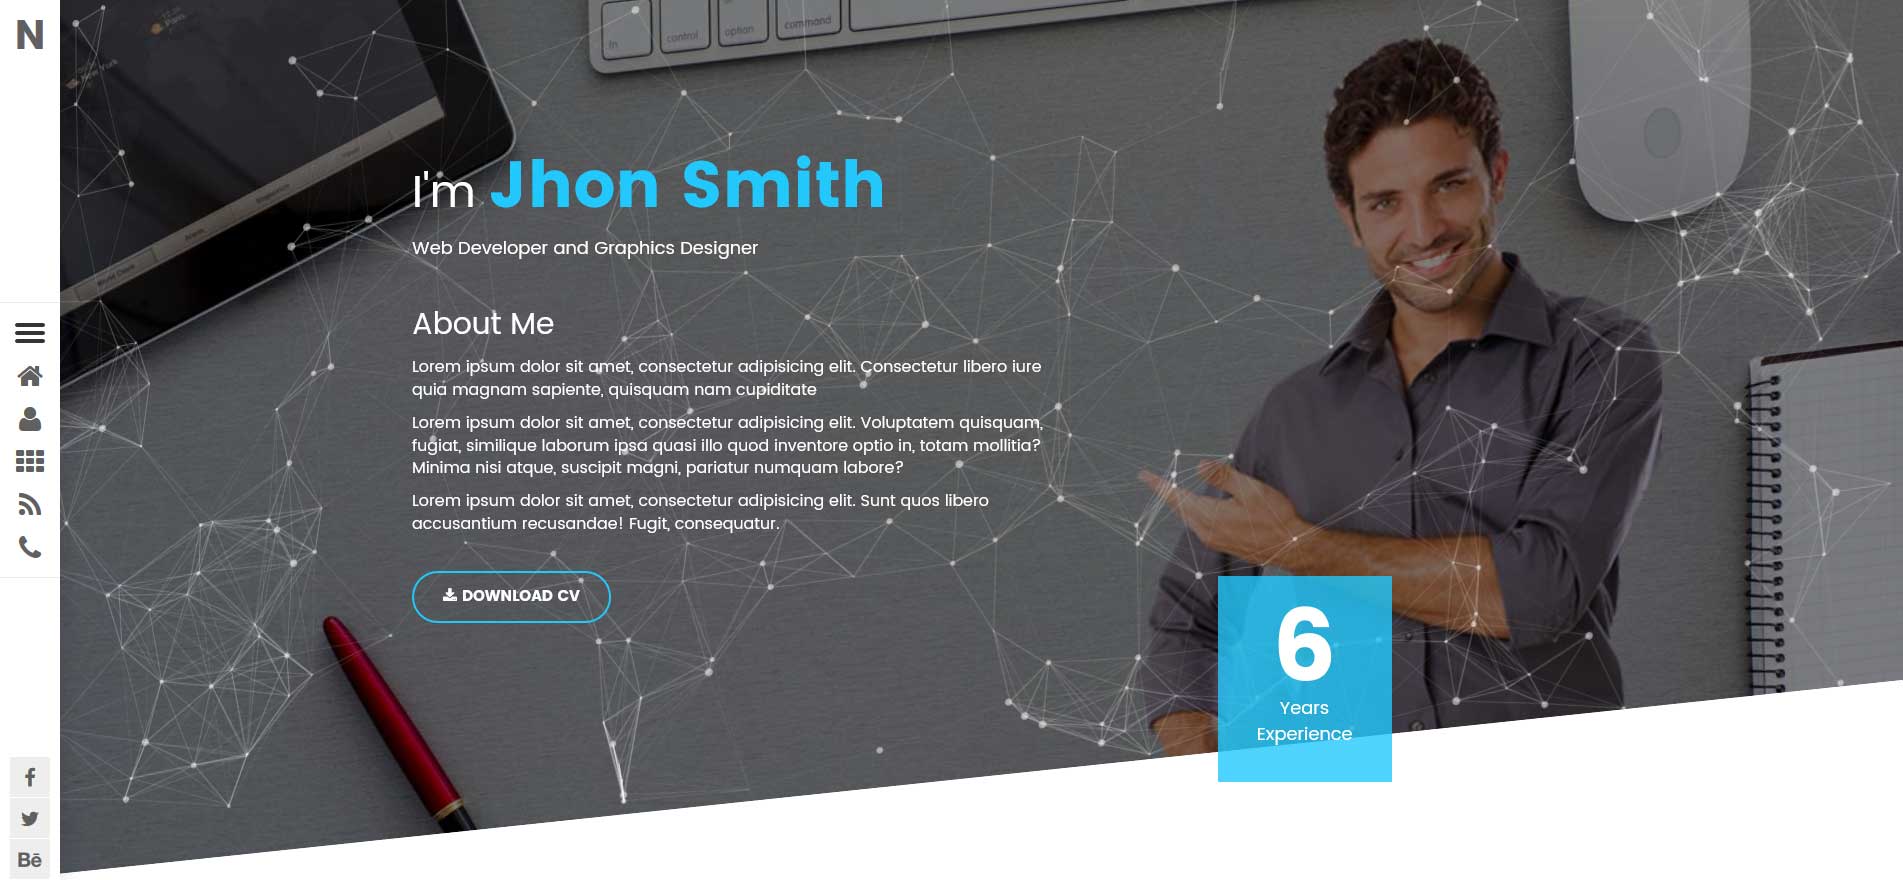 N
Paris
New York
fn
control
option
command
I'm Jhon Smith
Web Developer and Graphics Designer
About Me
Lorem ipsum dolor sit amet, consectetur adipisicing elit. Consectetur libero iure
quia magnam sapiente, quisquam nam cupiditate
Lorem ipsum dolor sit amet, consectetur adipisicing elit. Voluptatem quisquam,
fugiat, similique laborum ipsa quasi illo quod inventore optio in, totam mollitia?
Minima nisi atque, suscipit magni, pariatur numquam labore?
Lorem ipsum dolor sit amet, consectetur adipisicing elit. Sunt quos libero
accusantium recusandae! Fugit, consequatur.
DOWNLOAD CV
6
Years
Experience
Bē